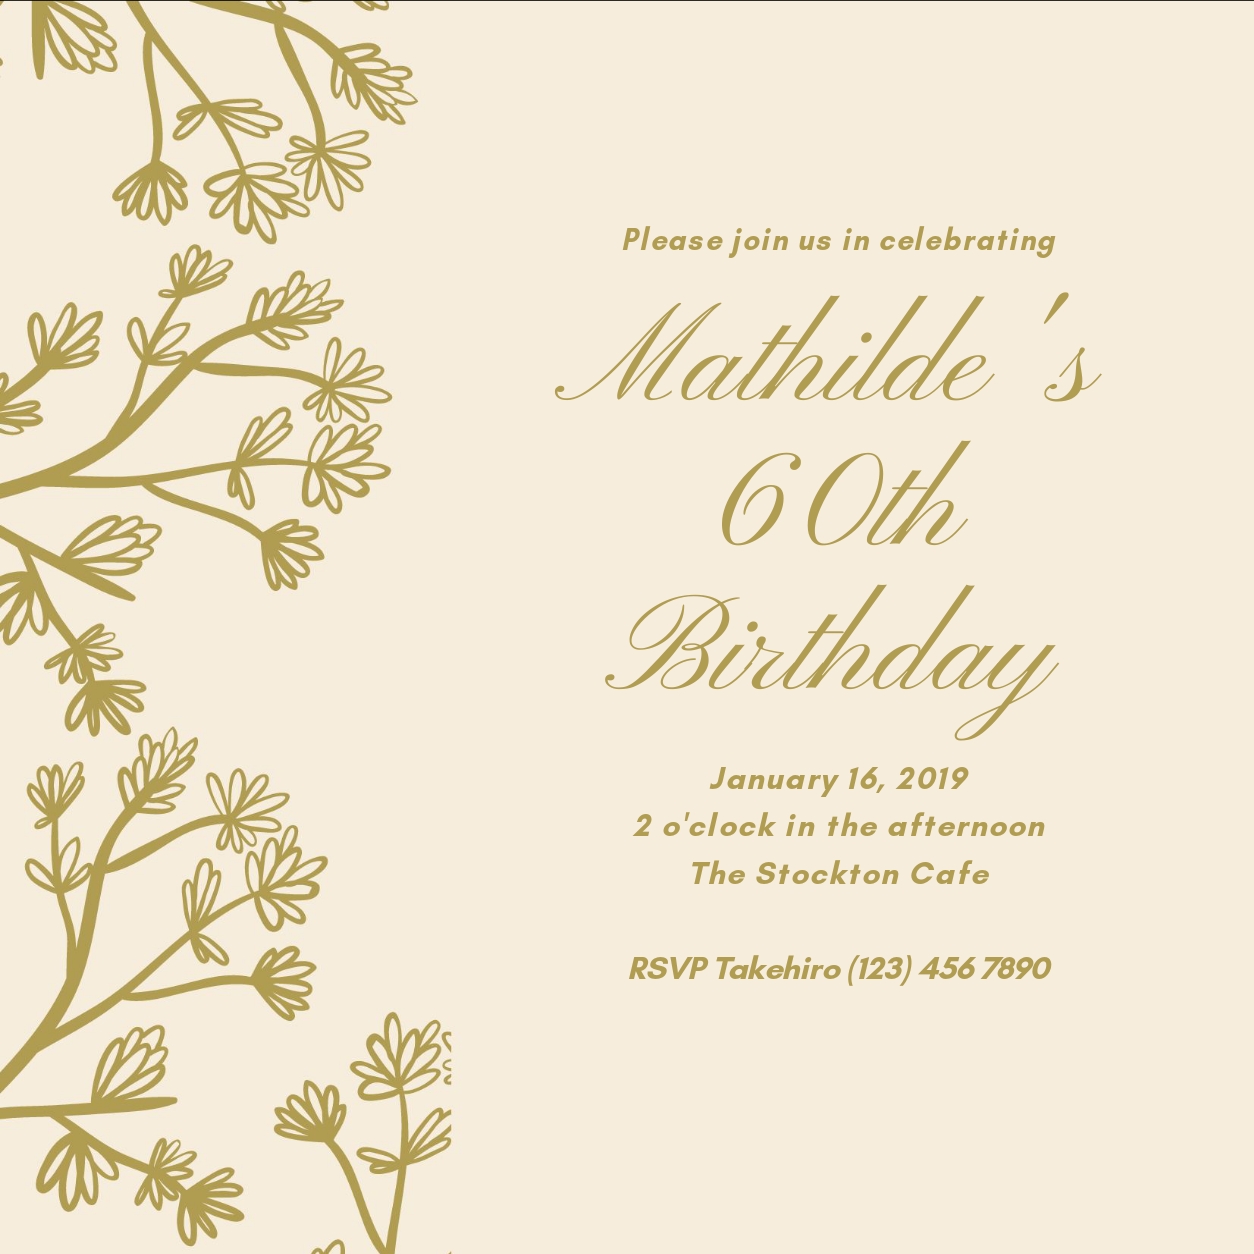 Please join us in celebrating
Mathilde 's
60th
Birthday
January 16, 2019
2 o'clock in the afternoon
The Stockton Cafe
RSVP Takehiro (123) 456 7890